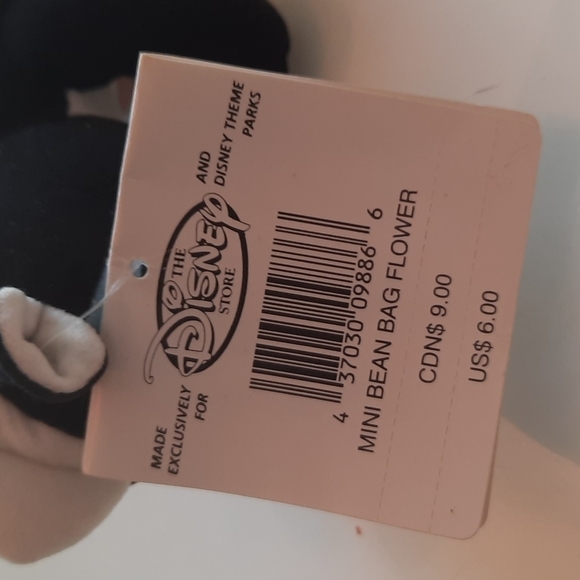 MADE
EXCLUSIVELY
FOR
THE
DISNEY
STORE
AND
DISNEY THEME
PARKS
4 37030 09886 6
MINI BEAN BAG FLOWER
CDN$ 9.00
US$ 6.00